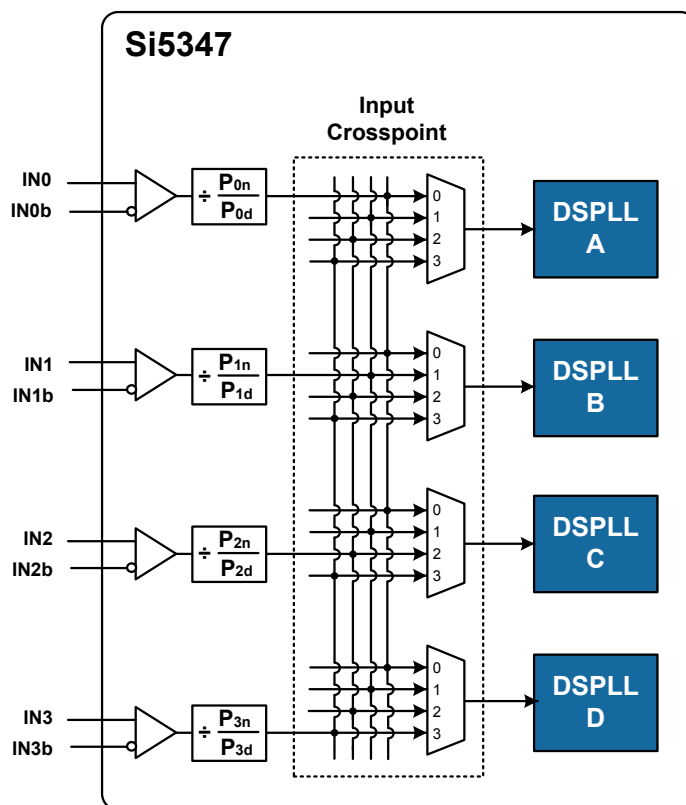 Si5347
Input
Crosspoint
IN0
IN0b
÷ P0n
P0d
0
1
2
3
DSPLL
A
IN1
IN1b
÷ P1n
P1d
0
1
2
3
DSPLL
B
IN2
IN2b
÷ P2n
P2d
0
1
2
3
DSPLL
C
IN3
IN3b
÷ P3n
P3d
0
1
2
3
DSPLL
D